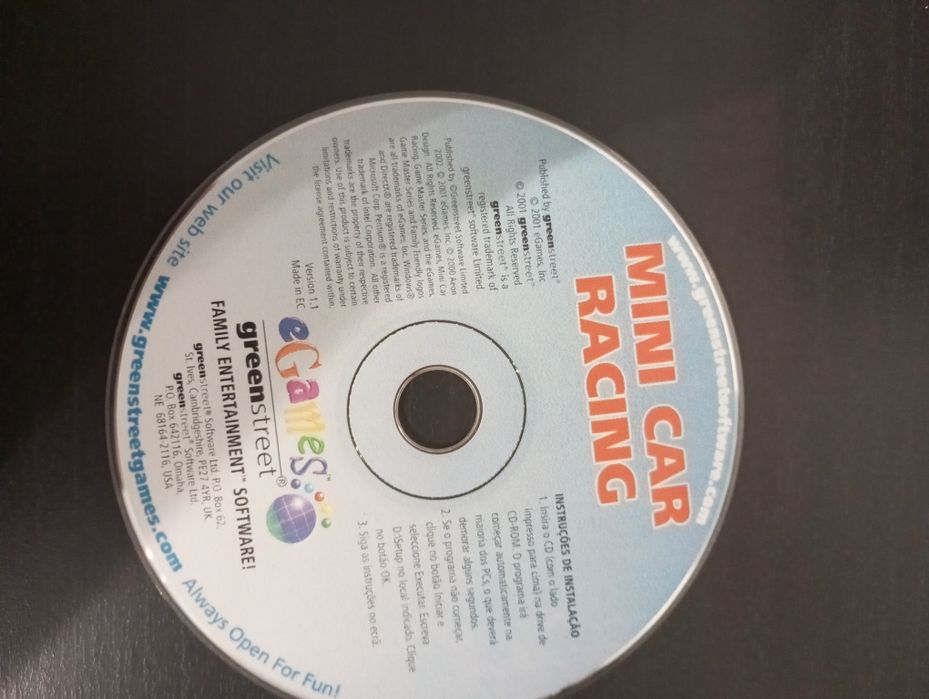 www.greenstreetsoftware.com
MINI CAR
RACING
Published by greenstreet®
© 2001 eGames, Inc
© 2001 greenstreet®
All Rights Reserved
greenstreet® is a
registered trademark of
greenstreet® software Limited.
Published by ©Greenstreet Software Limited
2002. © 2001 eGames, Inc. © 2000 Aeon
Design. All Rights Reserved. eGames, Mini Car
Racing, Game Master Series, and the eGames,
Game Master Series and Family Friendly logos
are all trademarks of eGames, Inc. Windows®
and DirectX® are registered trademarks of
Microsoft Corp. Pentium® is a registered
trademark of Intel Corporation. All other
trademarks are the property of their respective
owners. Use of this product is subject to certain
limitations and restrictions of warranty under
the license agreement contained within.
Version 1.1
Made in EC
INSTRUÇÕES DE INSTALAÇÃO
1. Insira o CD (com o lado
impresso para cima) na drive de
CD-ROM. O programa irá
começar automaticamente na
maioria dos PCs, o que deverá
demorar alguns segundos.
2. Se o programa não começar,
clique no botão Iniciar e
seleccione Executar. Escreva
D:\Setup no local indicado. Clique
no botão OK.
3. Siga as instruções no ecrã.
eGames™
greenstreet®
FAMILY ENTERTAINMENT™ SOFTWARE!
greenstreet® Software Ltd. P.O. Box 62,
St. Ives, Cambridgeshire, PE27 4YR, UK.
greenstreet® Software Ltd.
P.O. Box 642116, Omaha,
NE 68164-2116, USA
Visit our web site www.greenstreetgames.com Always Open For Fun!